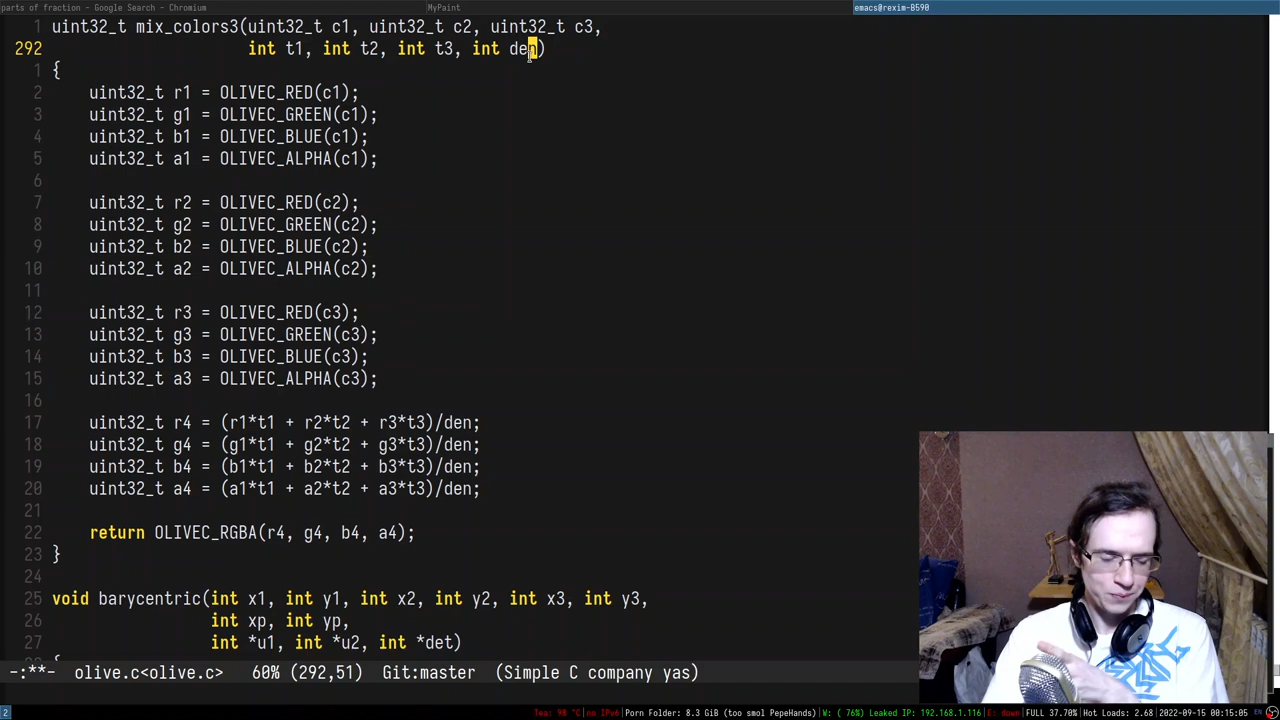 parts of fraction - Google Search - Chromium MyPaint emacs@rexim-B590
1 uint32_t mix_colors3(uint32_t c1, uint32_t c2, uint32_t c3,
292 int t1, int t2, int t3, int den)
1 {
2 uint32_t r1 = OLIVEC_RED(c1);
3 uint32_t g1 = OLIVEC_GREEN(c1);
4 uint32_t b1 = OLIVEC_BLUE(c1);
5 uint32_t a1 = OLIVEC_ALPHA(c1);
6
7 uint32_t r2 = OLIVEC_RED(c2);
8 uint32_t g2 = OLIVEC_GREEN(c2);
9 uint32_t b2 = OLIVEC_BLUE(c2);
10 uint32_t a2 = OLIVEC_ALPHA(c2);
11
12 uint32_t r3 = OLIVEC_RED(c3);
13 uint32_t g3 = OLIVEC_GREEN(c3);
14 uint32_t b3 = OLIVEC_BLUE(c3);
15 uint32_t a3 = OLIVEC_ALPHA(c3);
16
17 uint32_t r4 = (r1*t1 + r2*t2 + r3*t3)/den;
18 uint32_t g4 = (g1*t1 + g2*t2 + g3*t3)/den;
19 uint32_t b4 = (b1*t1 + b2*t2 + b3*t3)/den;
20 uint32_t a4 = (a1*t1 + a2*t2 + a3*t3)/den;
21
22 return OLIVEC_RGBA(r4, g4, b4, a4);
23 }
24
25 void barycentric(int x1, int y1, int x2, int y2, int x3, int y3,
26 int xp, int yp,
27 int *u1, int *u2, int *det)
-:**- olive.c<olive.c> 60% (292,51) Git:master (Simple C company yas)
2 Tea: 90 °C|no IPv6|Porn Folder: 8.3 GiB (too smol PepeHands)|W: ( 76%) Leaked IP: 192.168.1.116|E: down|FULL 37.70%|Hot Loads: 2.68|2022-09-15 00:15:05 EN